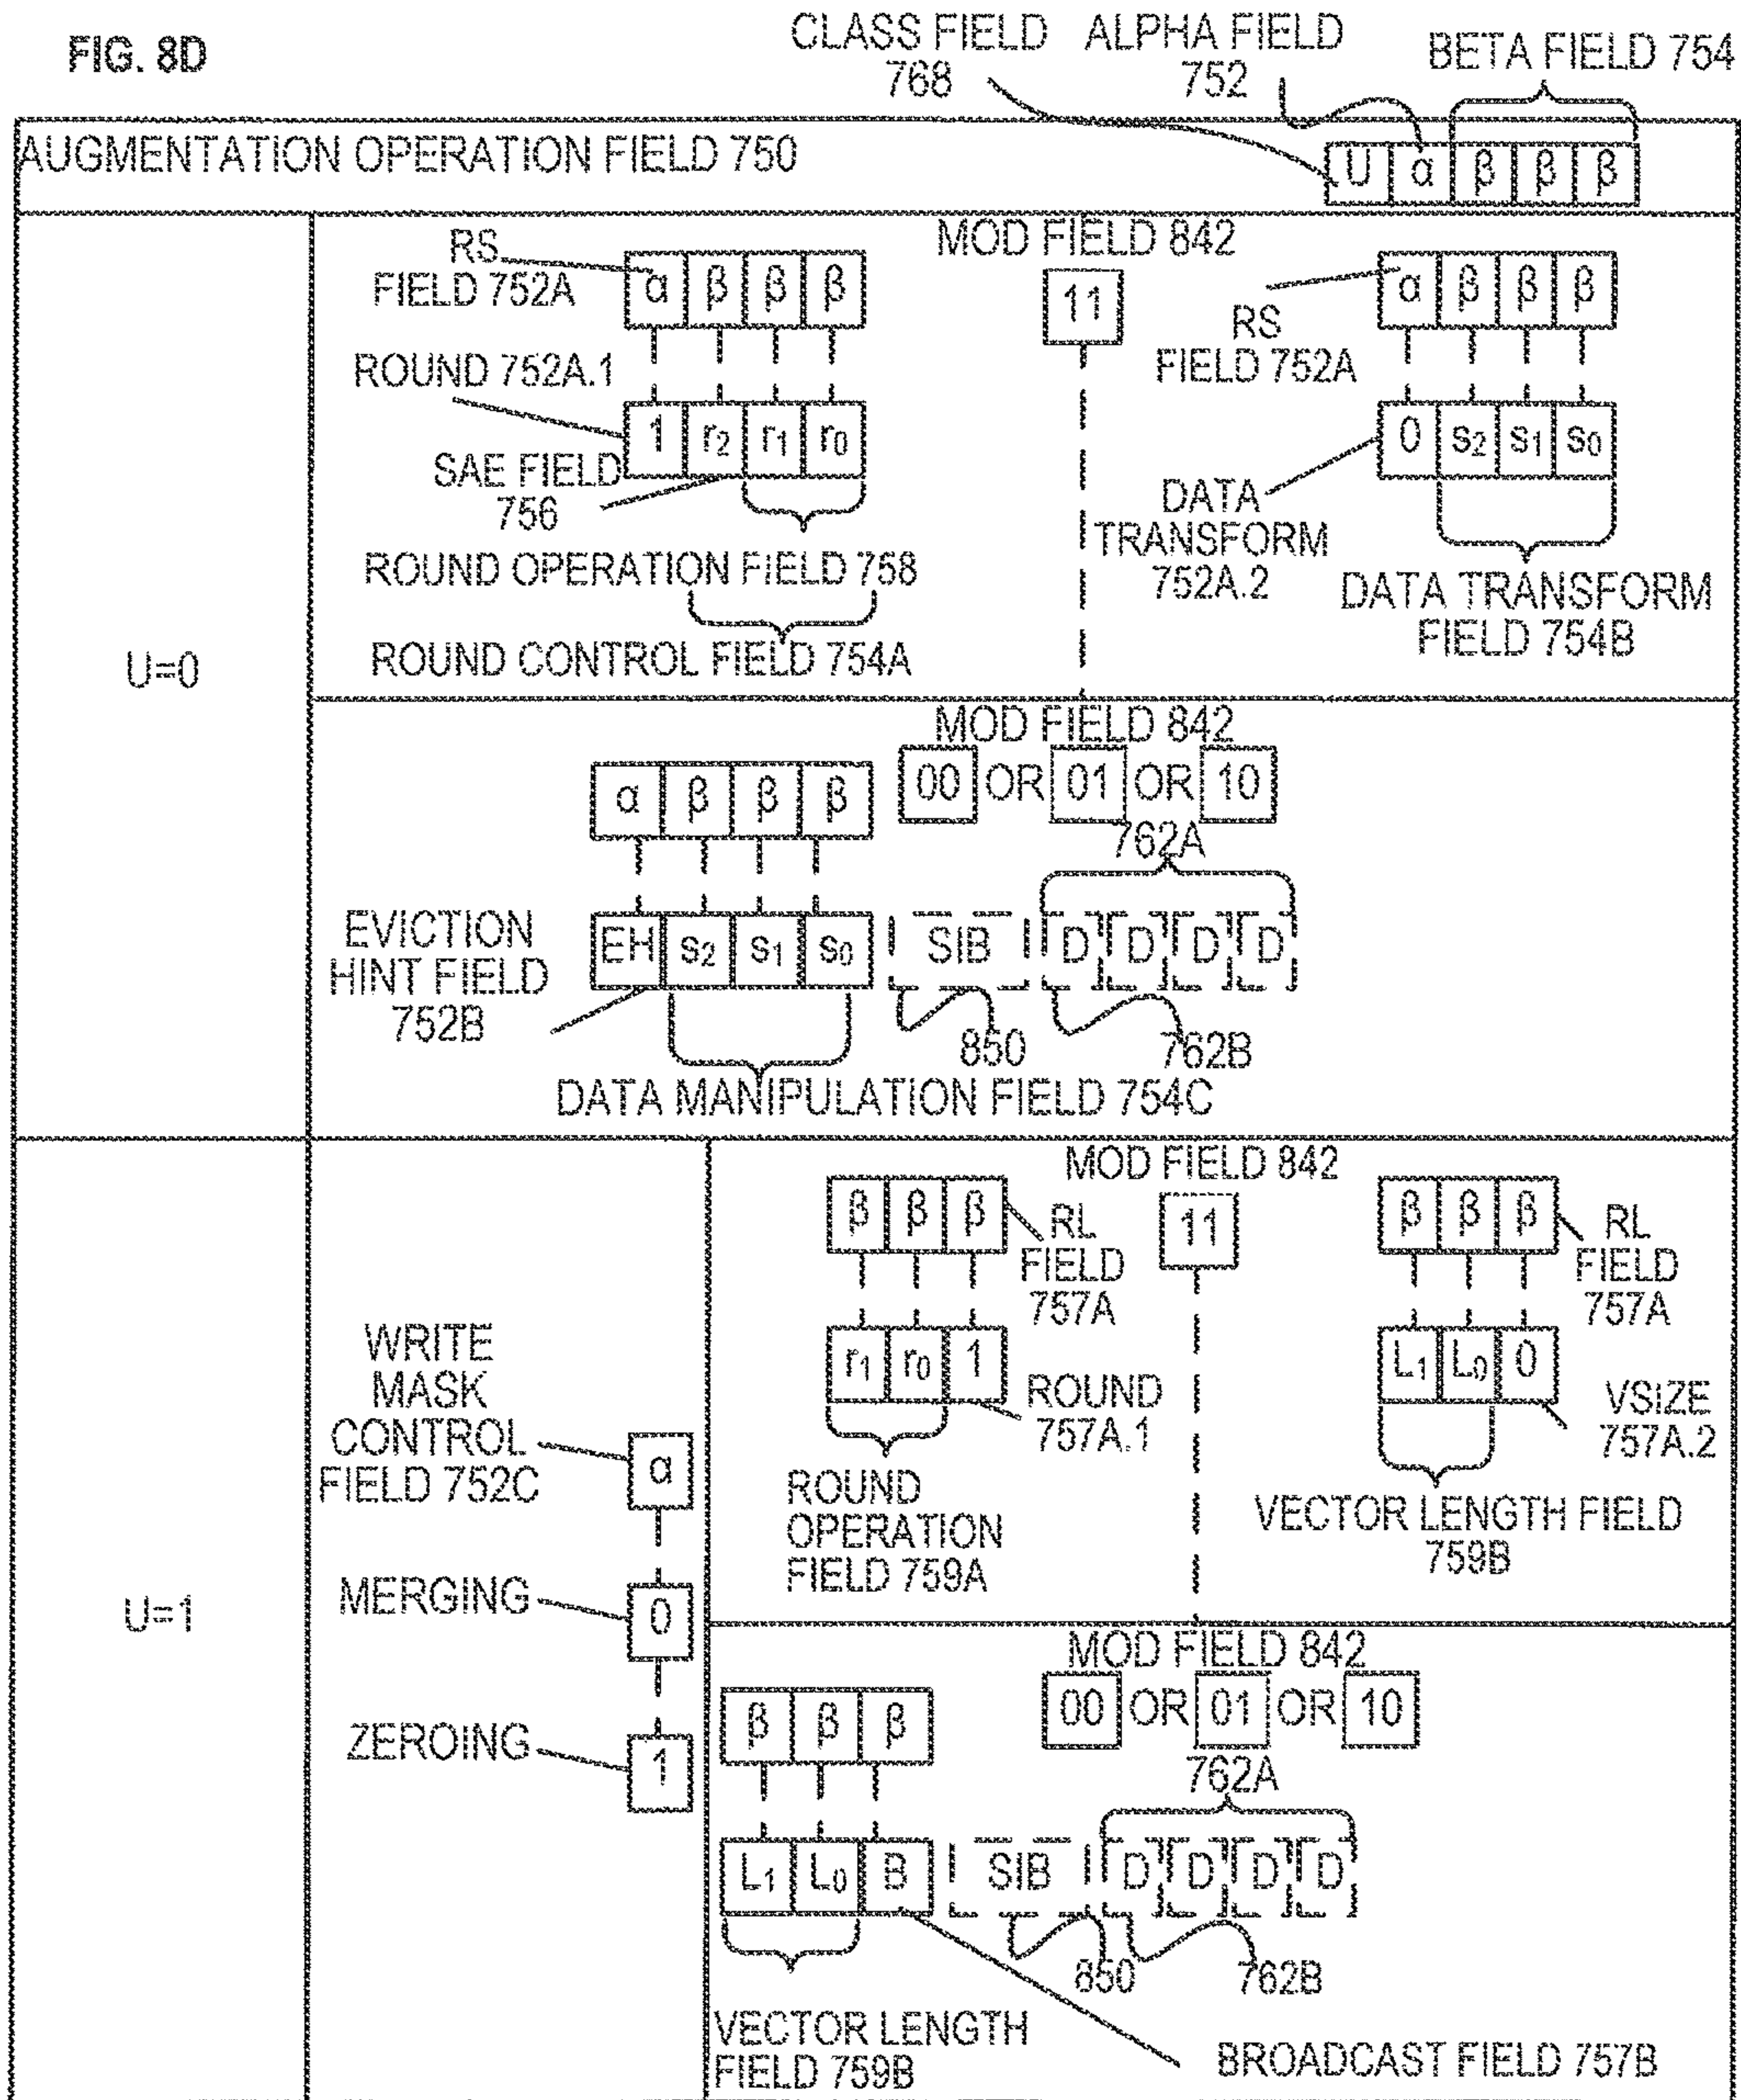 FIG. 8D
CLASS FIELD
768
ALPHA FIELD
752
BETA FIELD 754
AUGMENTATION OPERATION FIELD 750
U α β β β
U=0
MOD FIELD 842
11
RS
FIELD 752A
α β β β
ROUND 752A.1
1 r2 r1 r0
SAE FIELD
756
ROUND OPERATION FIELD 758
ROUND CONTROL FIELD 754A
RS
FIELD 752A
α β β β
0 s2 s1 s0
DATA
TRANSFORM
752A.2
DATA TRANSFORM
FIELD 754B
MOD FIELD 842
00 OR 01 OR 10
α β β β
762A
EVICTION
HINT FIELD
752B
EH s2 s1 s0 SIB D D D D
850
762B
DATA MANIPULATION FIELD 754C
U=1
WRITE
MASK
CONTROL
FIELD 752C
α
MERGING
0
ZEROING
1
MOD FIELD 842
11
β β β
RL
FIELD
757A
r1 r0 1
ROUND
757A.1
ROUND
OPERATION
FIELD 759A
β β β
RL
FIELD
757A
L1 L0 0
VSIZE
757A.2
VECTOR LENGTH FIELD
759B
MOD FIELD 842
00 OR 01 OR 10
β β β
762A
L1 L0 B SIB D D D D
850
762B
VECTOR LENGTH
FIELD 759B
BROADCAST FIELD 757B